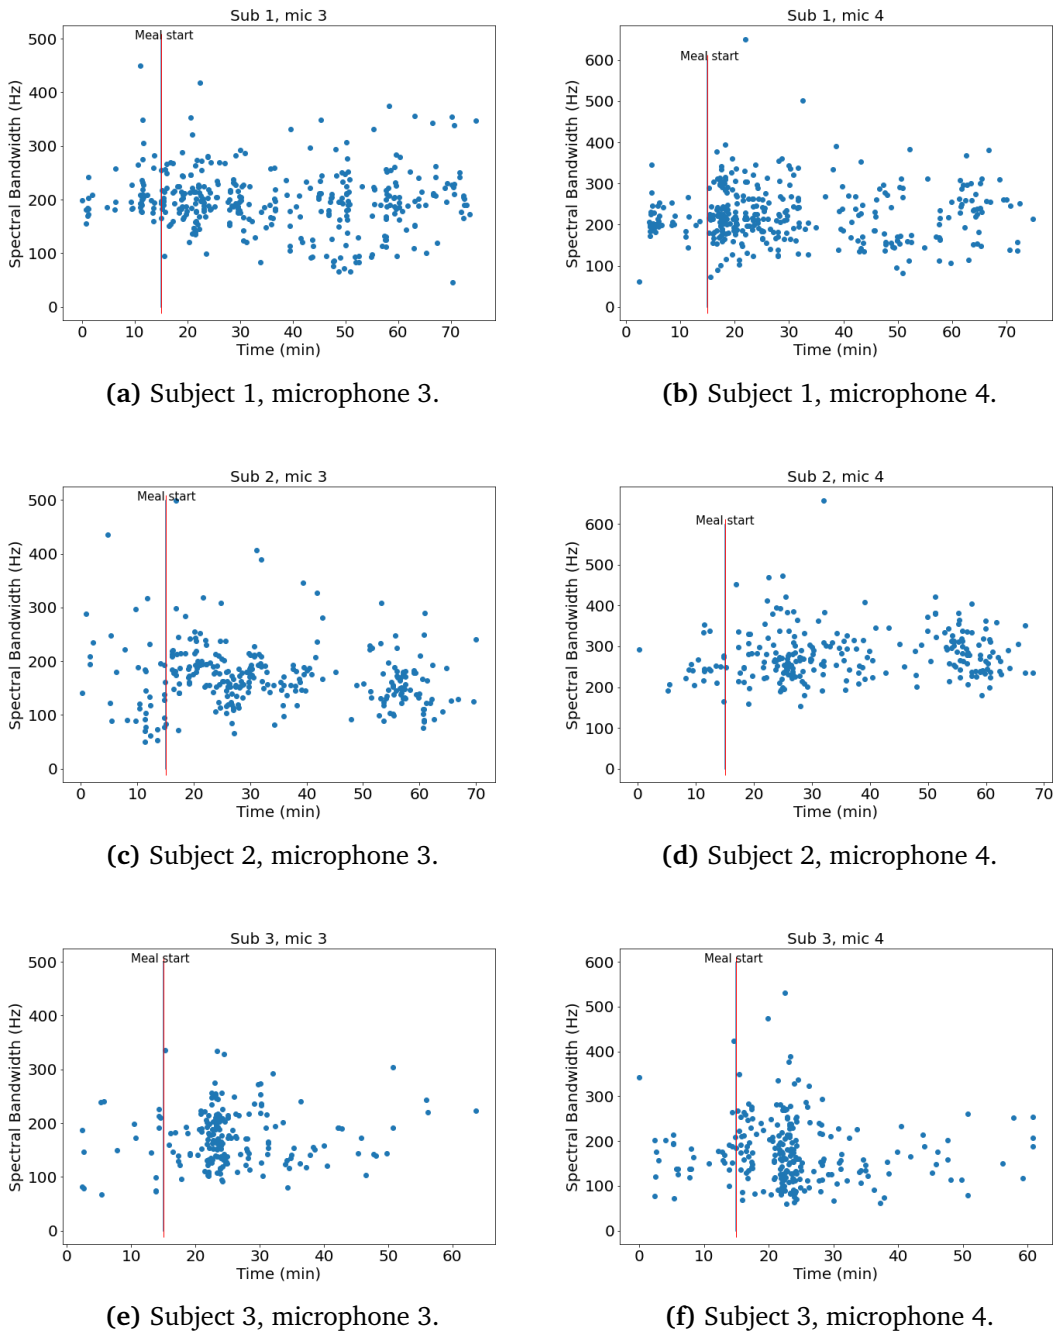 Sub 1, mic 3
Meal start
500
400
300
200
100
0
Spectral Bandwidth (Hz)
0 10 20 30 40 50 60 70
Time (min)
(a) Subject 1, microphone 3.
Sub 1, mic 4
Meal start
600
500
400
300
200
100
0
Spectral Bandwidth (Hz)
0 10 20 30 40 50 60 70
Time (min)
(b) Subject 1, microphone 4.
Sub 2, mic 3
Meal start
500
400
300
200
100
0
Spectral Bandwidth (Hz)
0 10 20 30 40 50 60 70
Time (min)
(c) Subject 2, microphone 3.
Sub 2, mic 4
Meal start
600
500
400
300
200
100
0
Spectral Bandwidth (Hz)
0 10 20 30 40 50 60 70
Time (min)
(d) Subject 2, microphone 4.
Sub 3, mic 3
Meal start
500
400
300
200
100
0
Spectral Bandwidth (Hz)
0 10 20 30 40 50 60
Time (min)
(e) Subject 3, microphone 3.
Sub 3, mic 4
Meal start
600
500
400
300
200
100
0
Spectral Bandwidth (Hz)
0 10 20 30 40 50 60
Time (min)
(f) Subject 3, microphone 4.